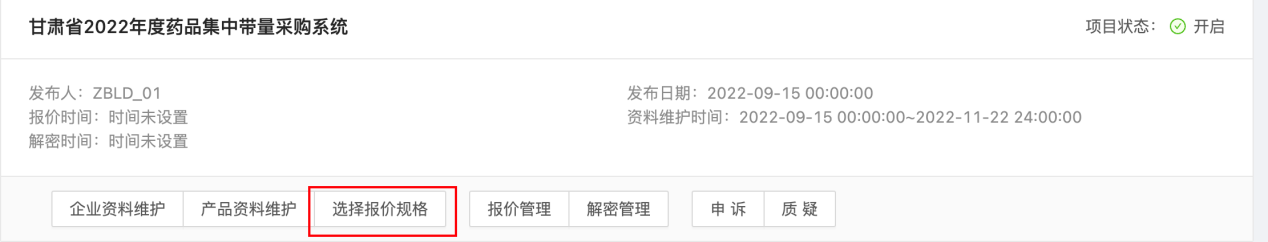 甘肃省2022年度药品集中带量采购系统 项目状态： 开启
发布人：ZBLD_01 发布日期：2022-09-15 00:00:00
报价时间：时间未设置 资料维护时间：2022-09-15 00:00:00~2022-11-22 24:00:00
解密时间：时间未设置
企业资料维护 产品资料维护 选择报价规格 报价管理 解密管理 申 诉 质 疑